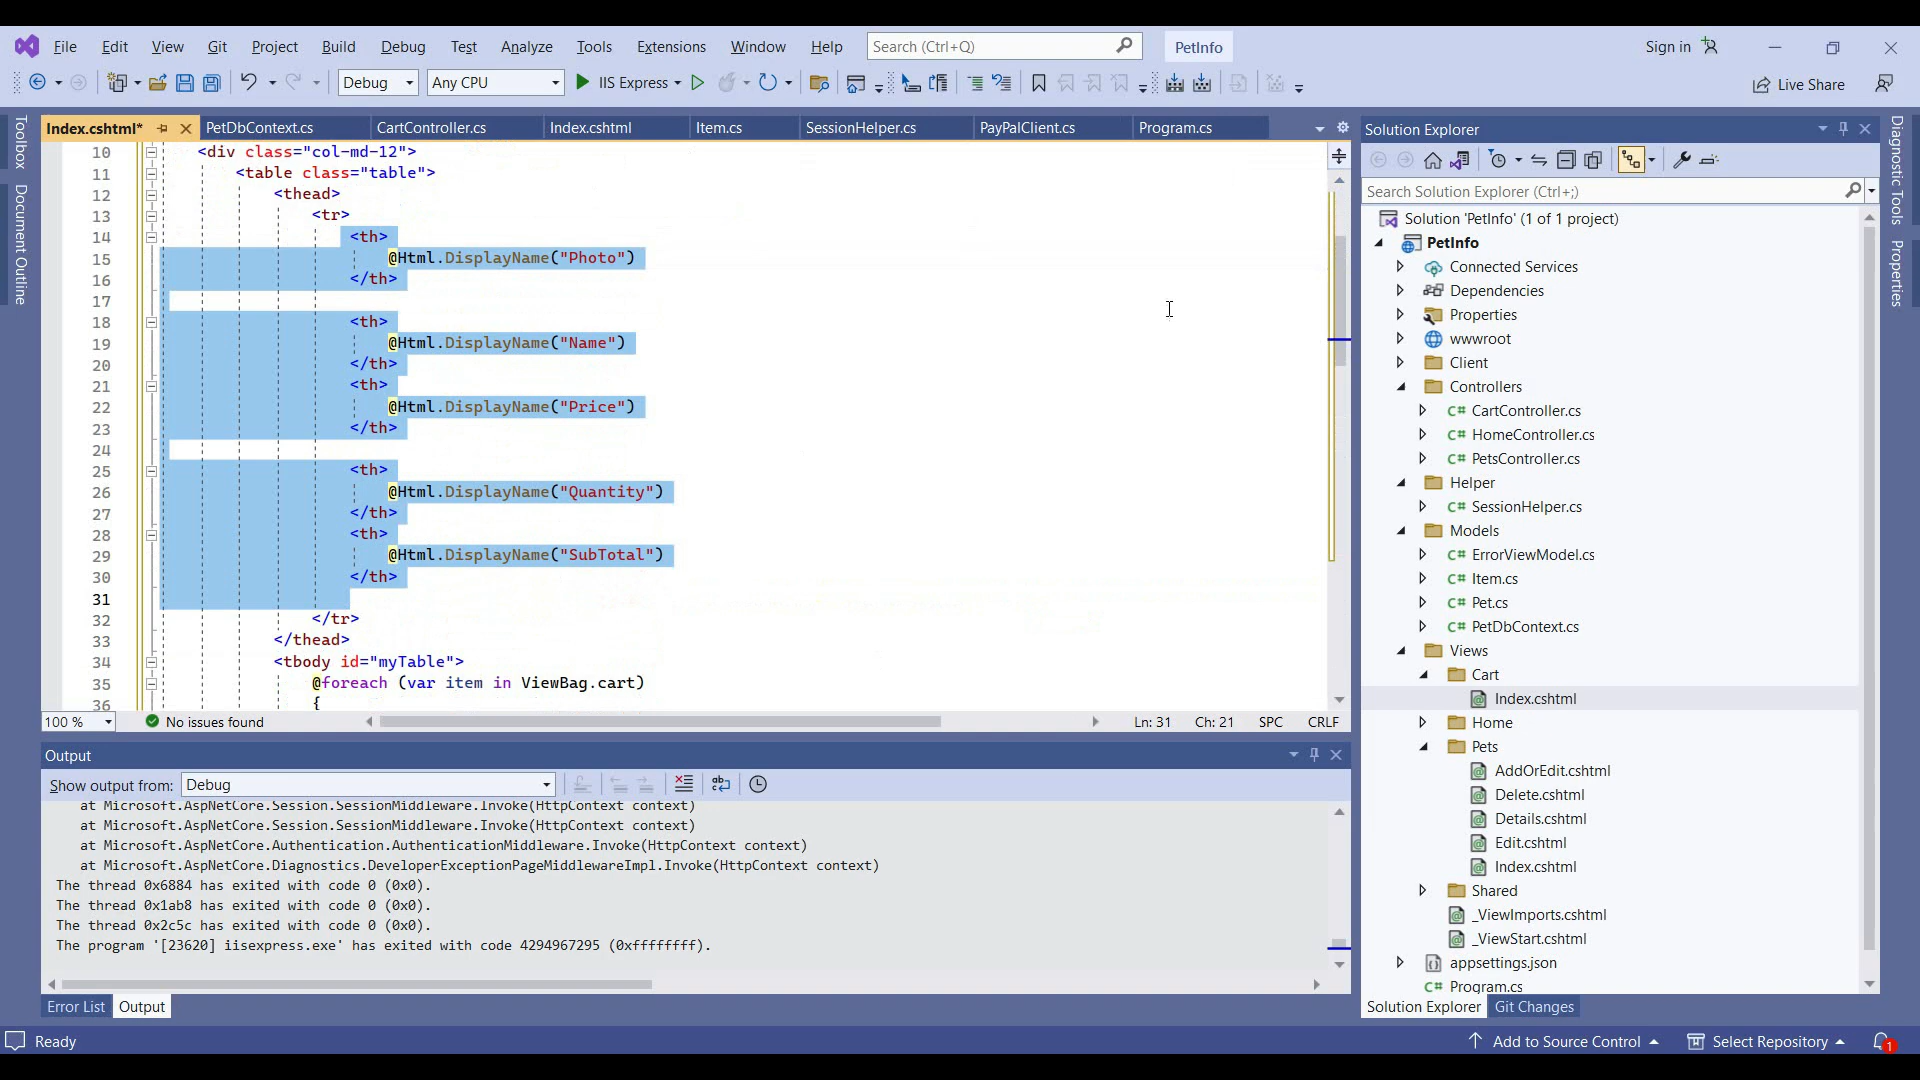 File Edit View Git Project Build Debug Test Analyze Tools Extensions Window Help Search (Ctrl+Q) PetInfo Sign in
Debug Any CPU IIS Express Live Share
Index.cshtml* PetDbContext.cs CartController.cs Index.cshtml Item.cs SessionHelper.cs PayPalClient.cs Program.cs
Toolbox
Document Outline
10 <div class="col-md-12">
11 <table class="table">
12 <thead>
13 <tr>
14 <th>
15 @Html.DisplayName("Photo")
16 </th>
17
18 <th>
19 @Html.DisplayName("Name")
20 </th>
21 <th>
22 @Html.DisplayName("Price")
23 </th>
24
25 <th>
26 @Html.DisplayName("Quantity")
27 </th>
28 <th>
29 @Html.DisplayName("SubTotal")
30 </th>
31
32 </tr>
33 </thead>
34 <tbody id="myTable">
35 @foreach (var item in ViewBag.cart)
36 {
100 % No issues found Ln: 31 Ch: 21 SPC CRLF
Output
Show output from: Debug
at Microsoft.AspNetCore.Session.SessionMiddleware.Invoke(HttpContext context)
at Microsoft.AspNetCore.Session.SessionMiddleware.Invoke(HttpContext context)
at Microsoft.AspNetCore.Authentication.AuthenticationMiddleware.Invoke(HttpContext context)
at Microsoft.AspNetCore.Diagnostics.DeveloperExceptionPageMiddlewareImpl.Invoke(HttpContext context)
The thread 0x6884 has exited with code 0 (0x0).
The thread 0x1ab8 has exited with code 0 (0x0).
The thread 0x2c5c has exited with code 0 (0x0).
The program '[23620] iisexpress.exe' has exited with code 4294967295 (0xffffffff).
Error List Output
Solution Explorer
Search Solution Explorer (Ctrl+;)
Solution 'PetInfo' (1 of 1 project)
PetInfo
Connected Services
Dependencies
Properties
wwwroot
Client
Controllers
C# CartController.cs
C# HomeController.cs
C# PetsController.cs
Helper
C# SessionHelper.cs
Models
C# ErrorViewModel.cs
C# Item.cs
C# Pet.cs
C# PetDbContext.cs
Views
Cart
Index.cshtml
Home
Pets
AddOrEdit.cshtml
Delete.cshtml
Details.cshtml
Edit.cshtml
Index.cshtml
Shared
_ViewImports.cshtml
_ViewStart.cshtml
appsettings.json
C# Program.cs
Solution Explorer Git Changes
Diagnostic Tools
Properties
Ready Add to Source Control Select Repository 1